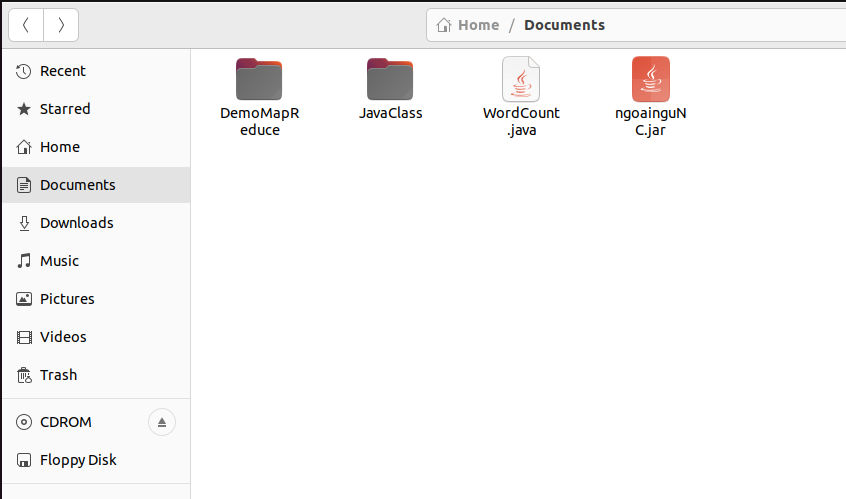 Home / Documents
Recent
Starred
Home
Documents
Downloads
Music
Pictures
Videos
Trash
CDROM
Floppy Disk
DemoMapR
educe
JavaClass
WordCount
.java
ngoainguN
C.jar